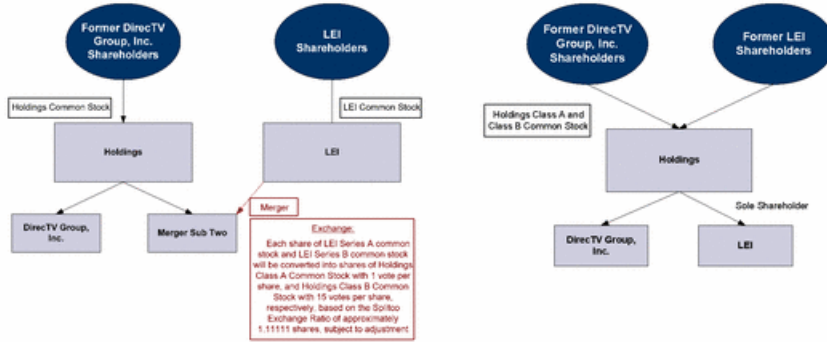 Former DirecTV
Group, Inc.
Shareholders
LEI
Shareholders
Holdings Common Stock
LEI Common Stock
Holdings
LEI
Merger
DirecTV Group,
Inc.
Merger Sub Two
Exchange:
Each share of LEI Series A common
stock and LEI Series B common stock
will be converted into shares of Holdings
Class A Common Stock with 1 vote per
share, and Holdings Class B Common
Stock with 15 votes per share,
respectively, based on the Splitco
Exchange Ratio of approximately
1.11111 shares, subject to adjustment
Former DirecTV
Group, Inc.
Shareholders
Former LEI
Shareholders
Holdings Class A and
Class B Common Stock
Holdings
Sole Shareholder
DirecTV Group,
Inc.
LEI